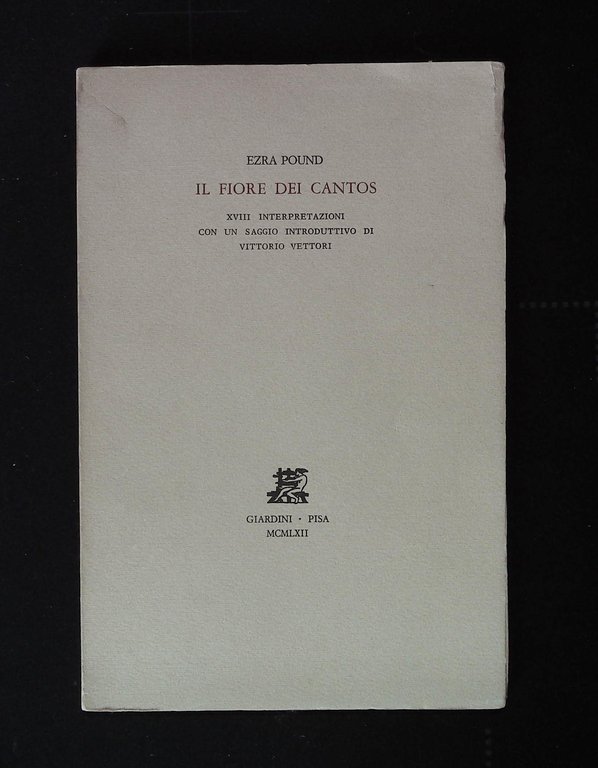 EZRA POUND
IL FIORE DEI CANTOS
XVIII INTERPRETAZIONI
CON UN SAGGIO INTRODUTTIVO DI
VITTORIO VETTORI
GIARDINI • PISA
MCMLXII